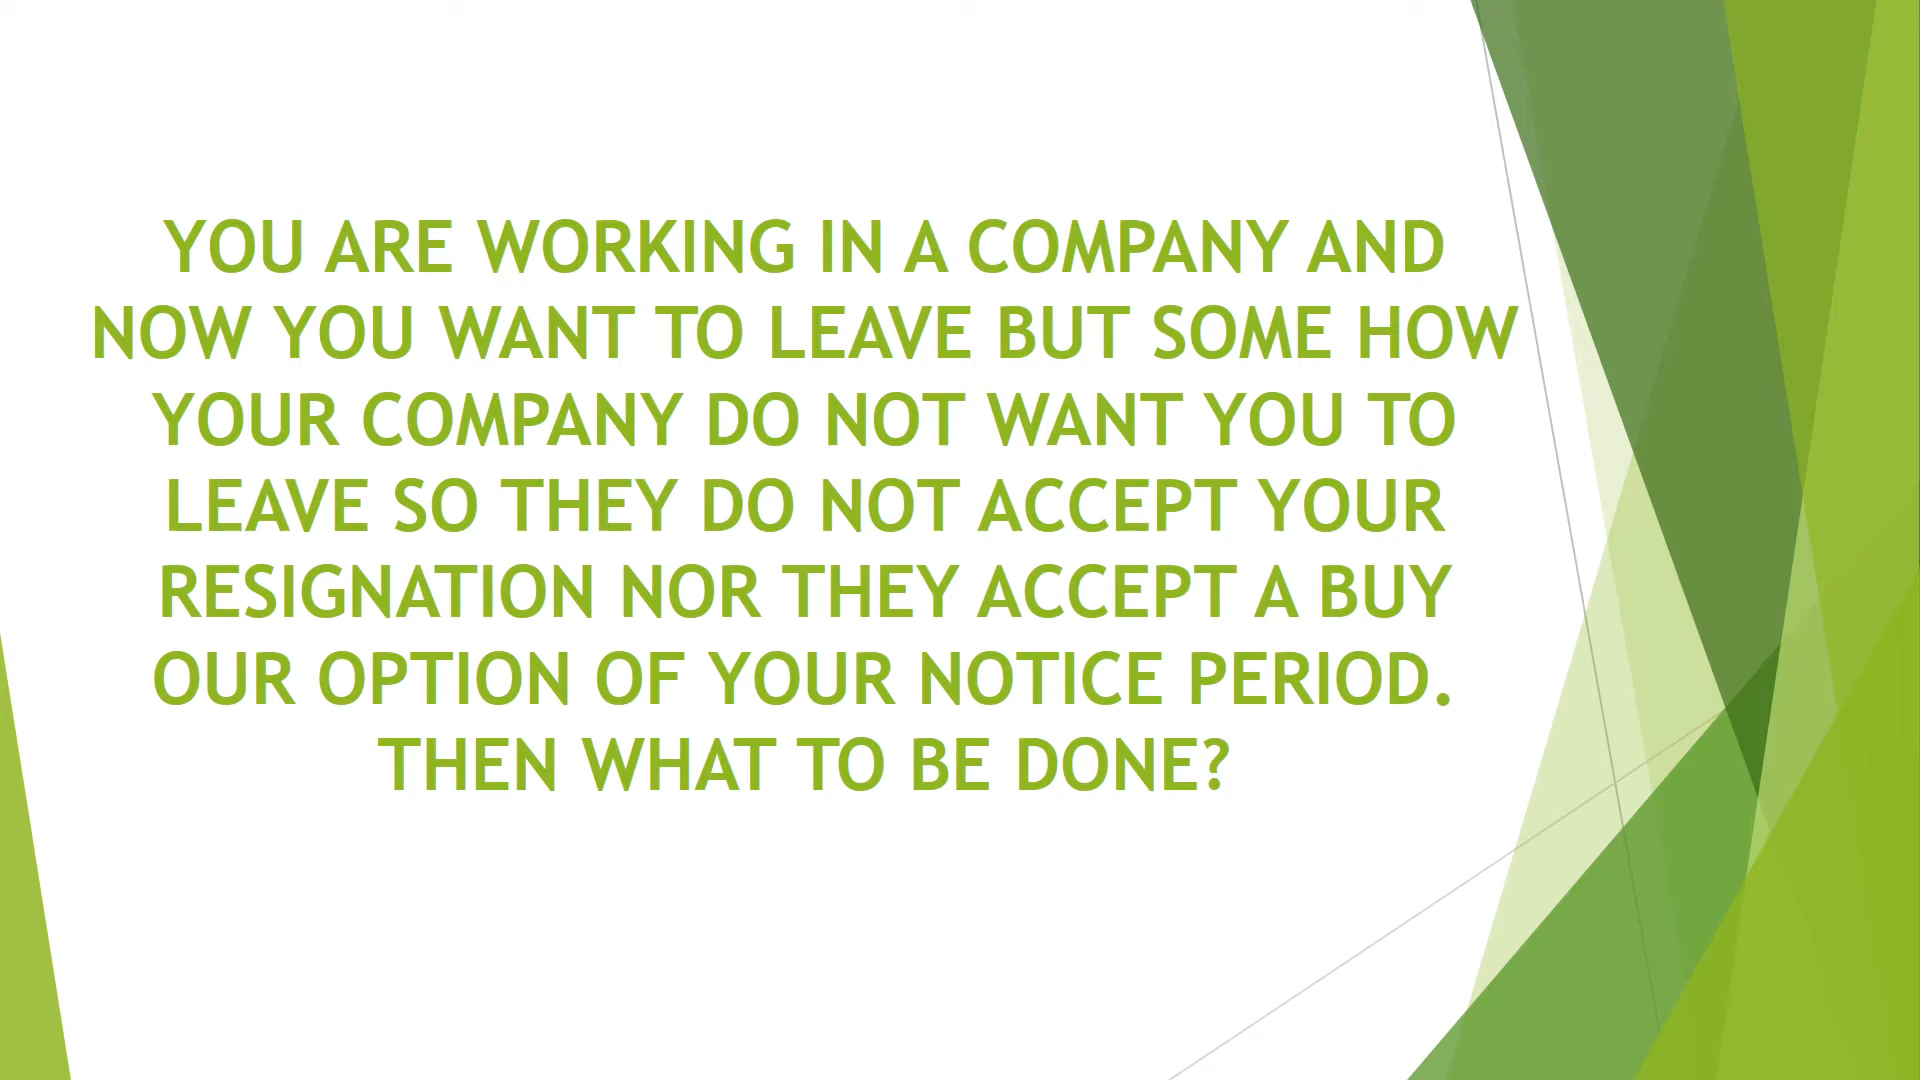 YOU ARE WORKING IN A COMPANY AND
NOW YOU WANT TO LEAVE BUT SOME HOW
YOUR COMPANY DO NOT WANT YOU TO
LEAVE SO THEY DO NOT ACCEPT YOUR
RESIGNATION NOR THEY ACCEPT A BUY
OUR OPTION OF YOUR NOTICE PERIOD.
THEN WHAT TO BE DONE?